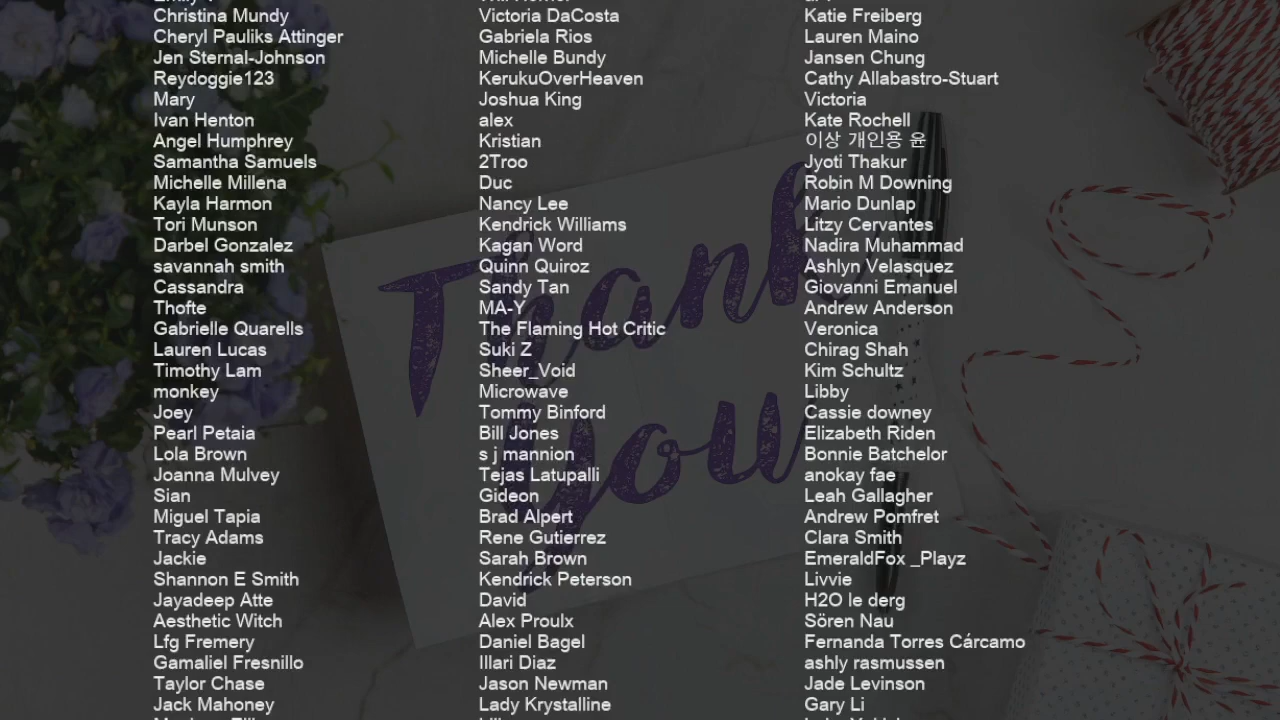 Christina Mundy
Cheryl Pauliks Attinger
Jen Sternal-Johnson
Reydoggie123
Mary
Ivan Henton
Angel Humphrey
Samantha Samuels
Michelle Millena
Kayla Harmon
Tori Munson
Darbel Gonzalez
savannah smith
Cassandra
Thofte
Gabrielle Quarells
Lauren Lucas
Timothy Lam
monkey
Joey
Pearl Petaia
Lola Brown
Joanna Mulvey
Sian
Miguel Tapia
Tracy Adams
Jackie
Shannon E Smith
Jayadeep Atte
Aesthetic Witch
Lfg Fremery
Gamaliel Fresnillo
Taylor Chase
Jack Mahoney
Victoria DaCosta
Gabriela Rios
Michelle Bundy
KerukuOverHeaven
Joshua King
alex
Kristian
2Troo
Duc
Nancy Lee
Kendrick Williams
Kagan Word
Quinn Quiroz
Sandy Tan
MA-Y
The Flaming Hot Critic
Suki Z
Sheer_Void
Microwave
Tommy Binford
Bill Jones
s j mannion
Tejas Latupalli
Gideon
Brad Alpert
Rene Gutierrez
Sarah Brown
Kendrick Peterson
David
Alex Proulx
Daniel Bagel
Illari Diaz
Jason Newman
Lady Krystalline
Katie Freiberg
Lauren Maino
Jansen Chung
Cathy Allabastro-Stuart
Victoria
Kate Rochell
이상 개인용 윤
Jyoti Thakur
Robin M Downing
Mario Dunlap
Litzy Cervantes
Nadira Muhammad
Ashlyn Velasquez
Giovanni Emanuel
Andrew Anderson
Veronica
Chirag Shah
Kim Schultz
Libby
Cassie downey
Elizabeth Riden
Bonnie Batchelor
anokay fae
Leah Gallagher
Andrew Pomfret
Clara Smith
EmeraldFox _Playz
Livvie
H2O le derg
Sören Nau
Fernanda Torres Cárcamo
ashly rasmussen
Jade Levinson
Gary Li
Thank
you